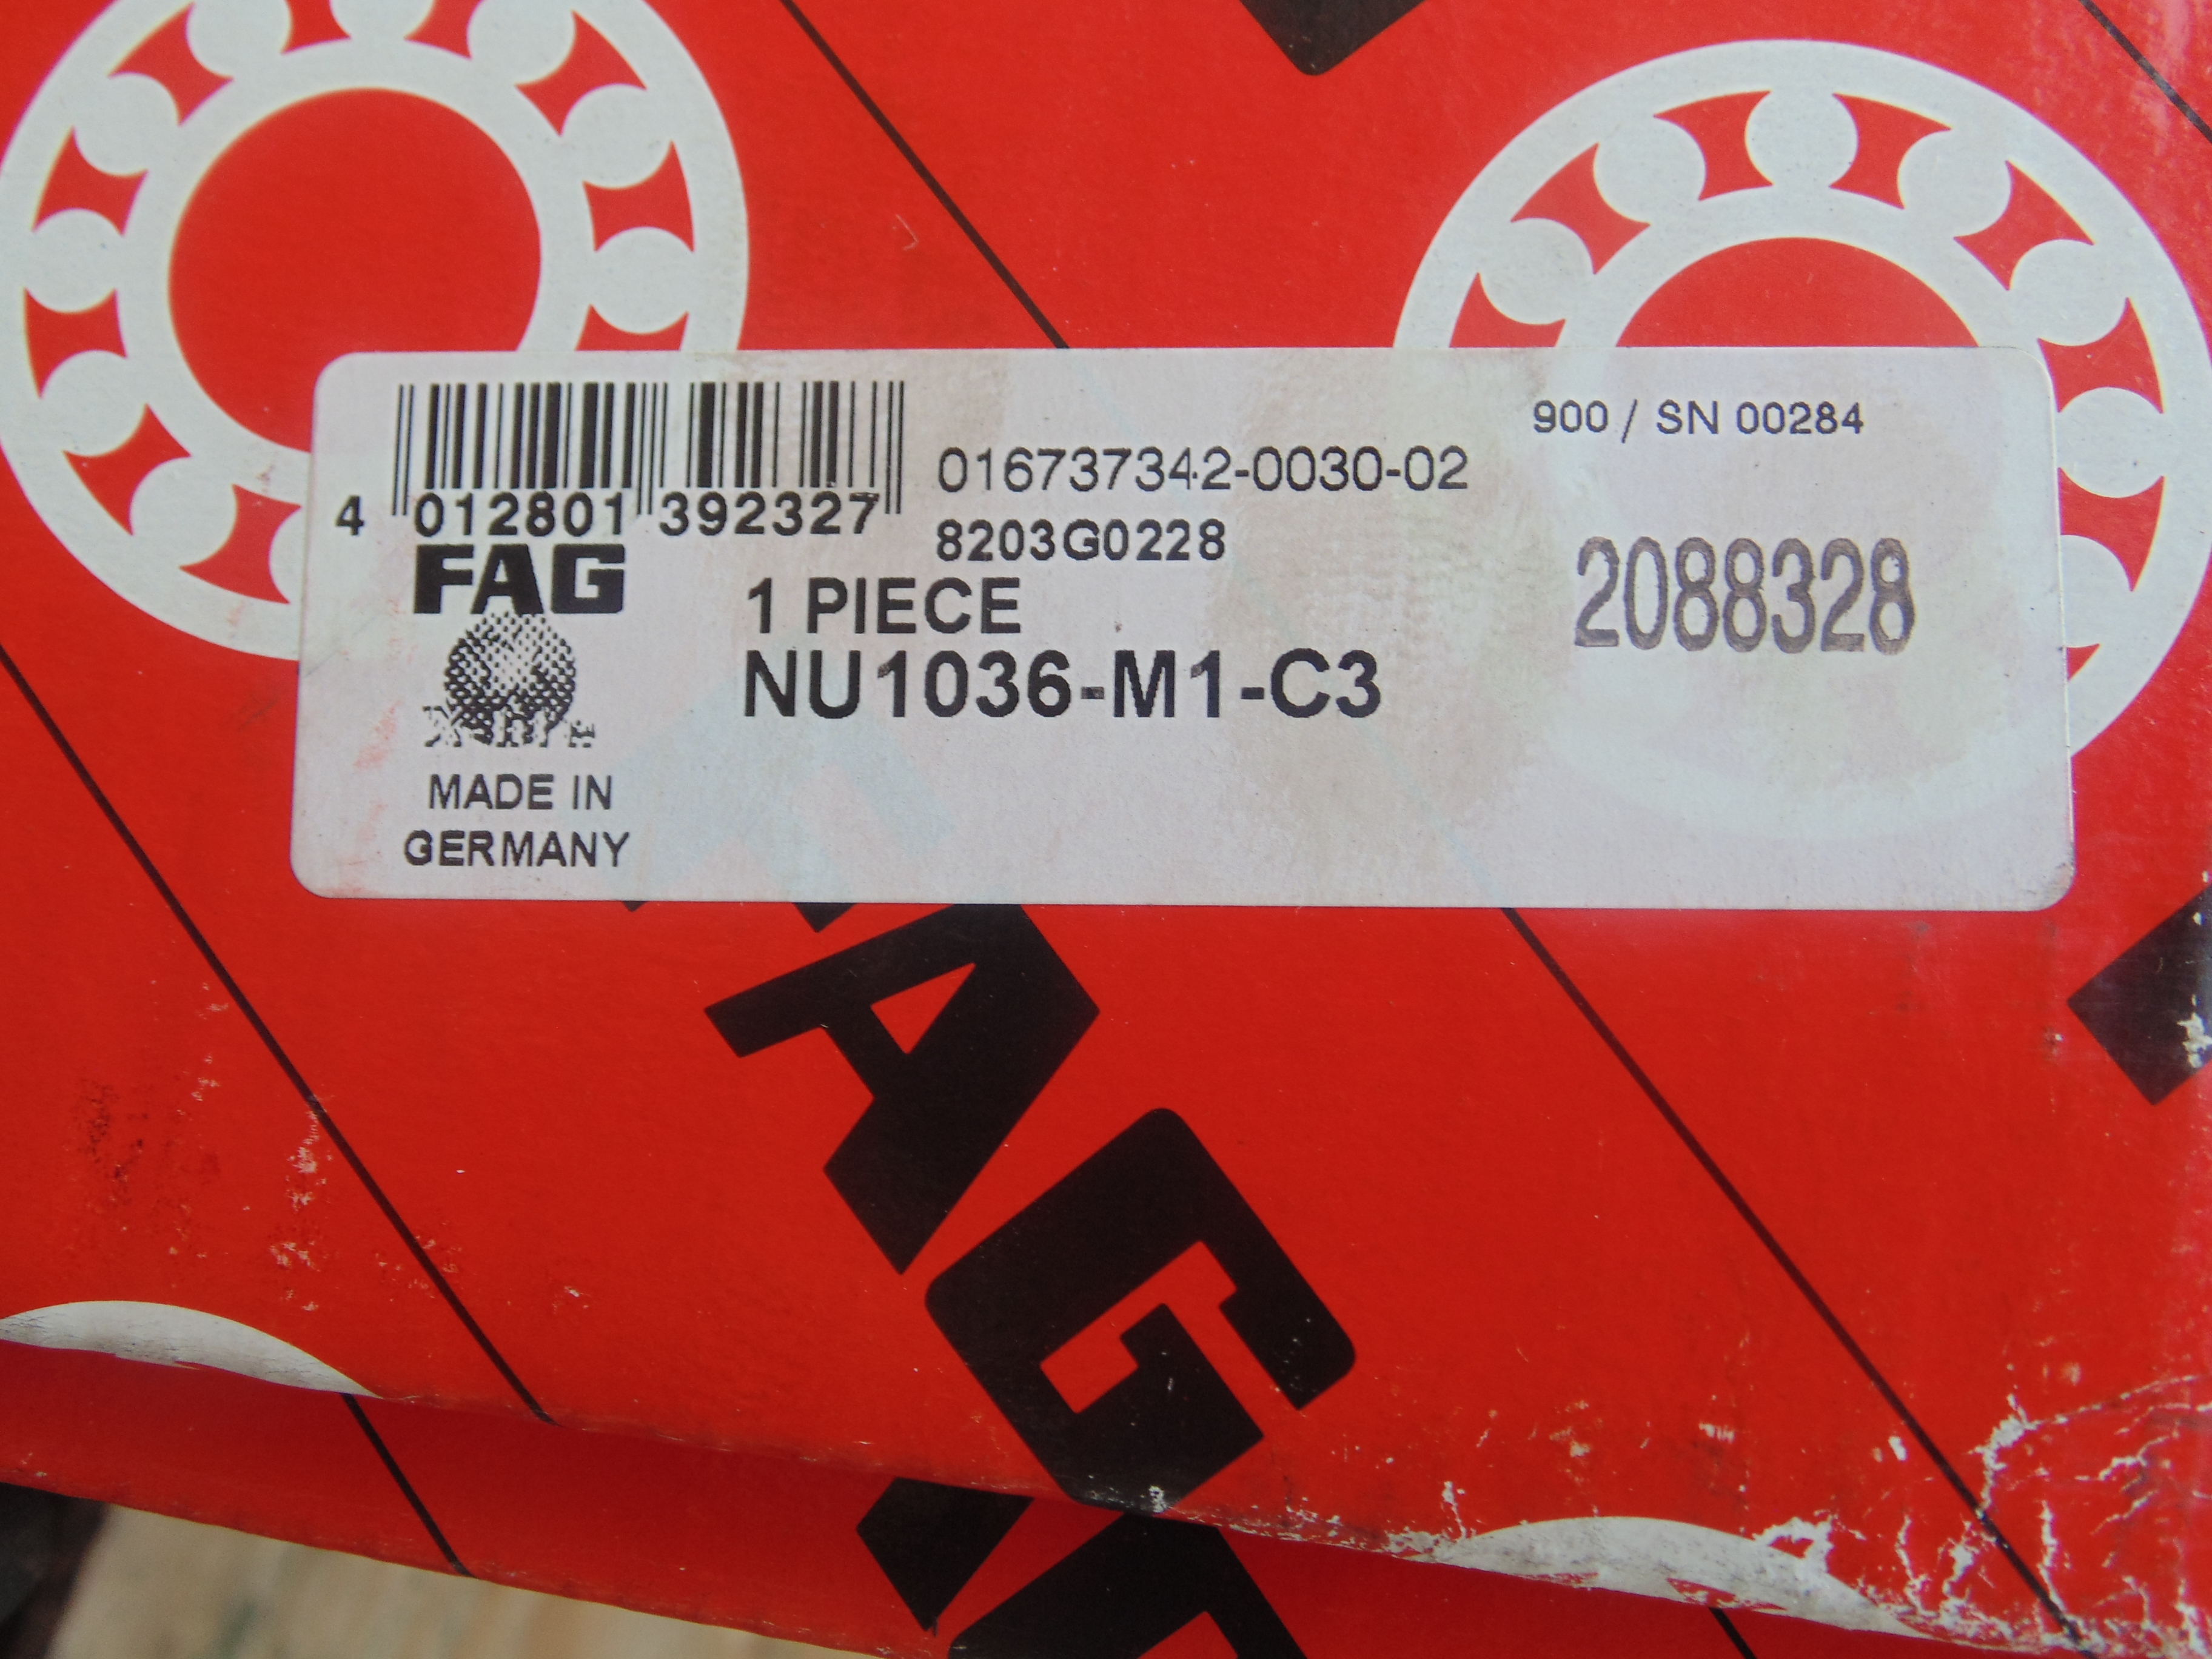 900 / SN 00284
016737342-0030-02
4 012801 392327
8203G0228
2088328
FAG
1 PIECE
NU1036-M1-C3
MADE IN
GERMANY
FAG